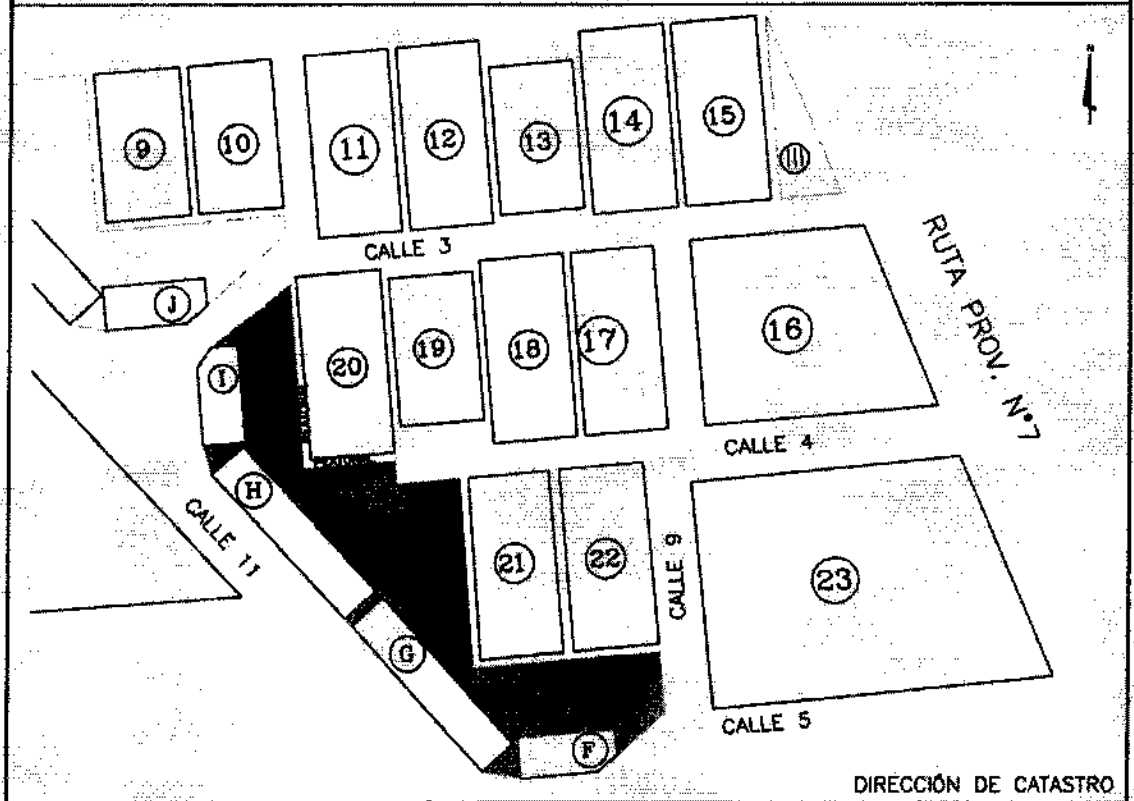 N
9
10
11
12
13
14
15
III
CALLE 3
RUTA PROV. N°7
J
I
20
19
18
17
16
CALLE 4
H
CALLE 11
21
22
CALLE 9
23
G
F
CALLE 5
DIRECCIÓN DE CATASTRO